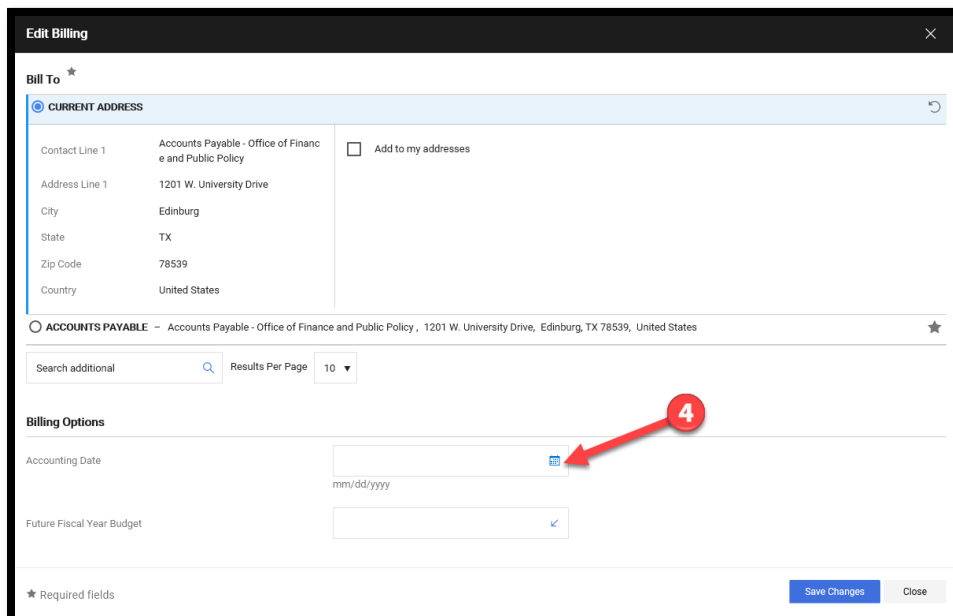 Edit Billing
Bill To
CURRENT ADDRESS
Contact Line 1
Accounts Payable - Office of Financ
e and Public Policy
Add to my addresses
Address Line 1
1201 W. University Drive
City
Edinburg
State
TX
Zip Code
78539
Country
United States
ACCOUNTS PAYABLE – Accounts Payable - Office of Finance and Public Policy , 1201 W. University Drive, Edinburg, TX 78539, United States
Search additional
Results Per Page
10
4
Billing Options
Accounting Date
mm/dd/yyyy
Future Fiscal Year Budget
Required fields
Save Changes
Close